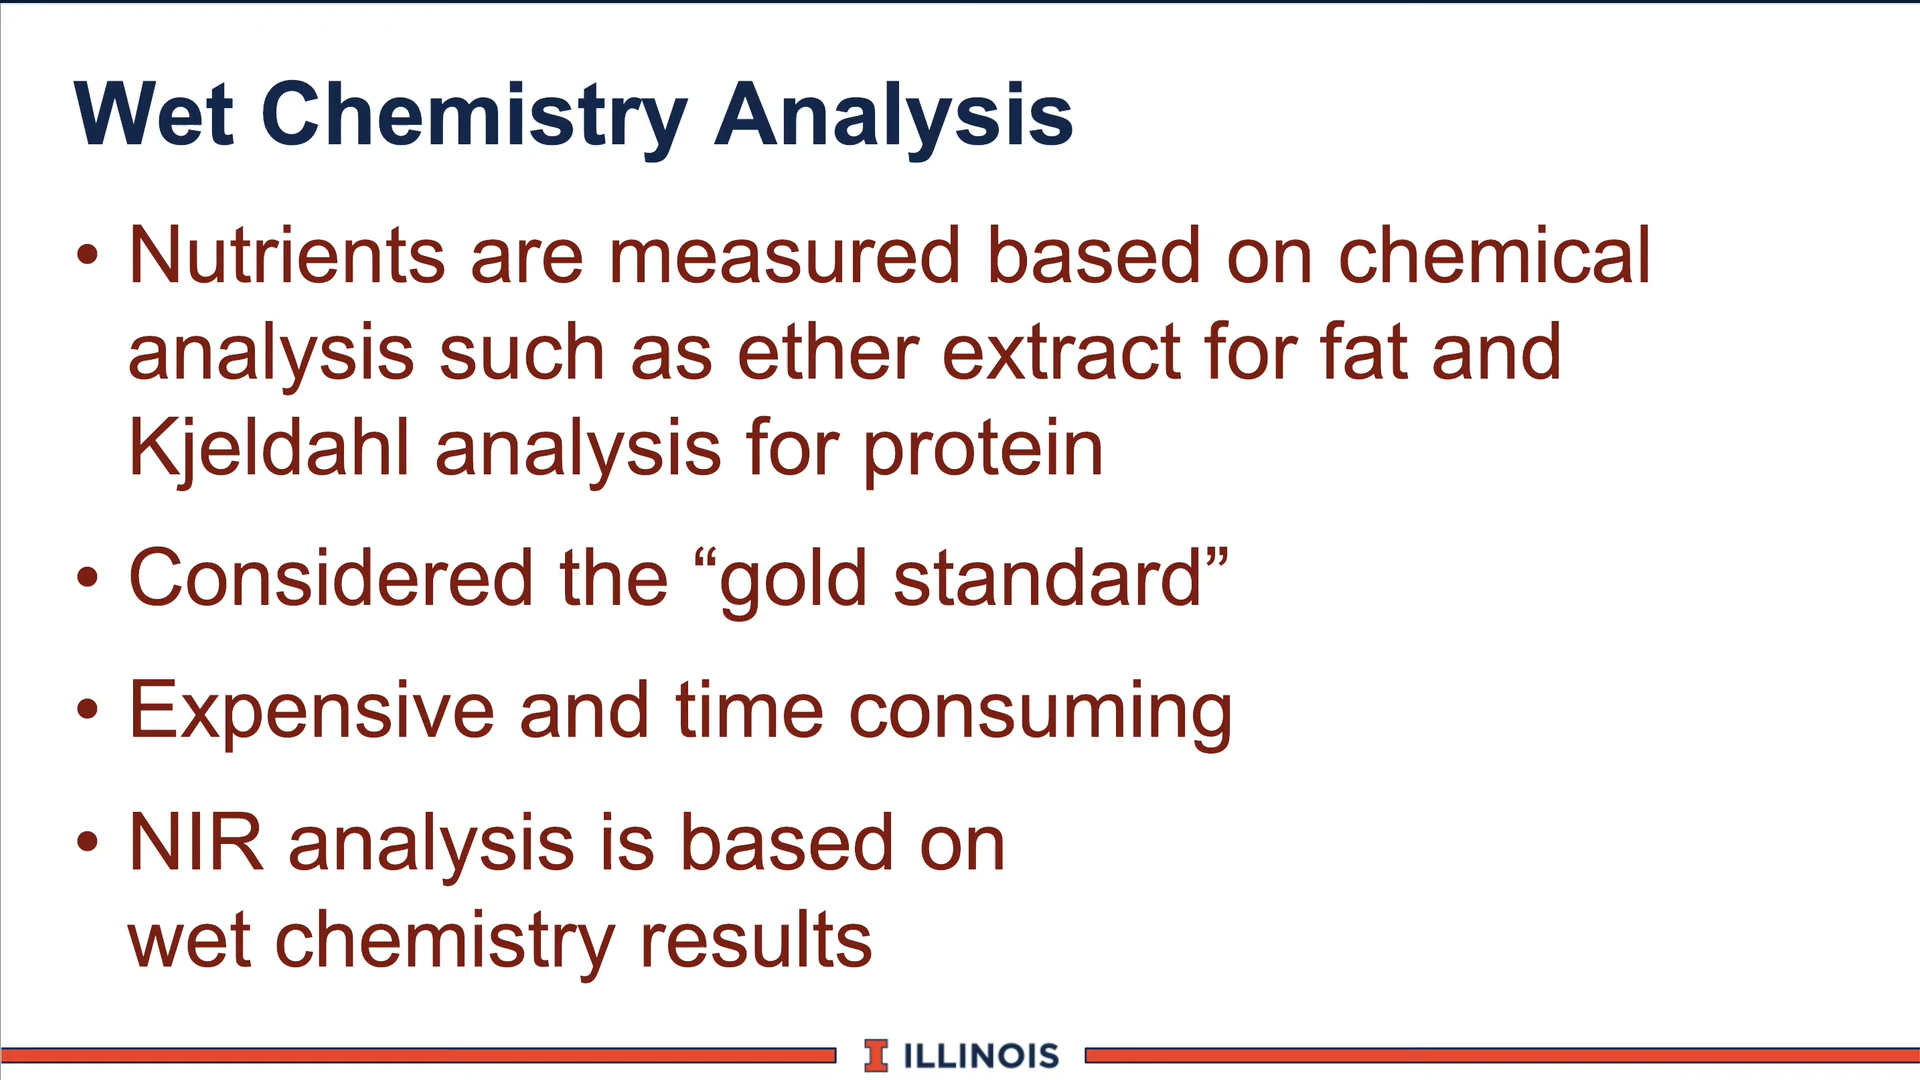 Wet Chemistry Analysis
• Nutrients are measured based on chemical
analysis such as ether extract for fat and
Kjeldahl analysis for protein
• Considered the “gold standard”
• Expensive and time consuming
• NIR analysis is based on
wet chemistry results
I ILLINOIS